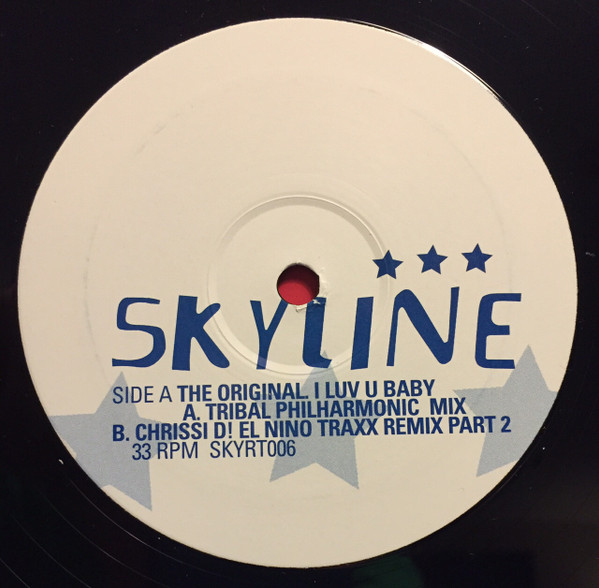 SKYLINE
SIDE A THE ORIGINAL. I LUV U BABY
A. TRIBAL PHILHARMONIC MIX
B. CHRISSI D! EL NINO TRAXX REMIX PART 2
33 RPM SKYRT006